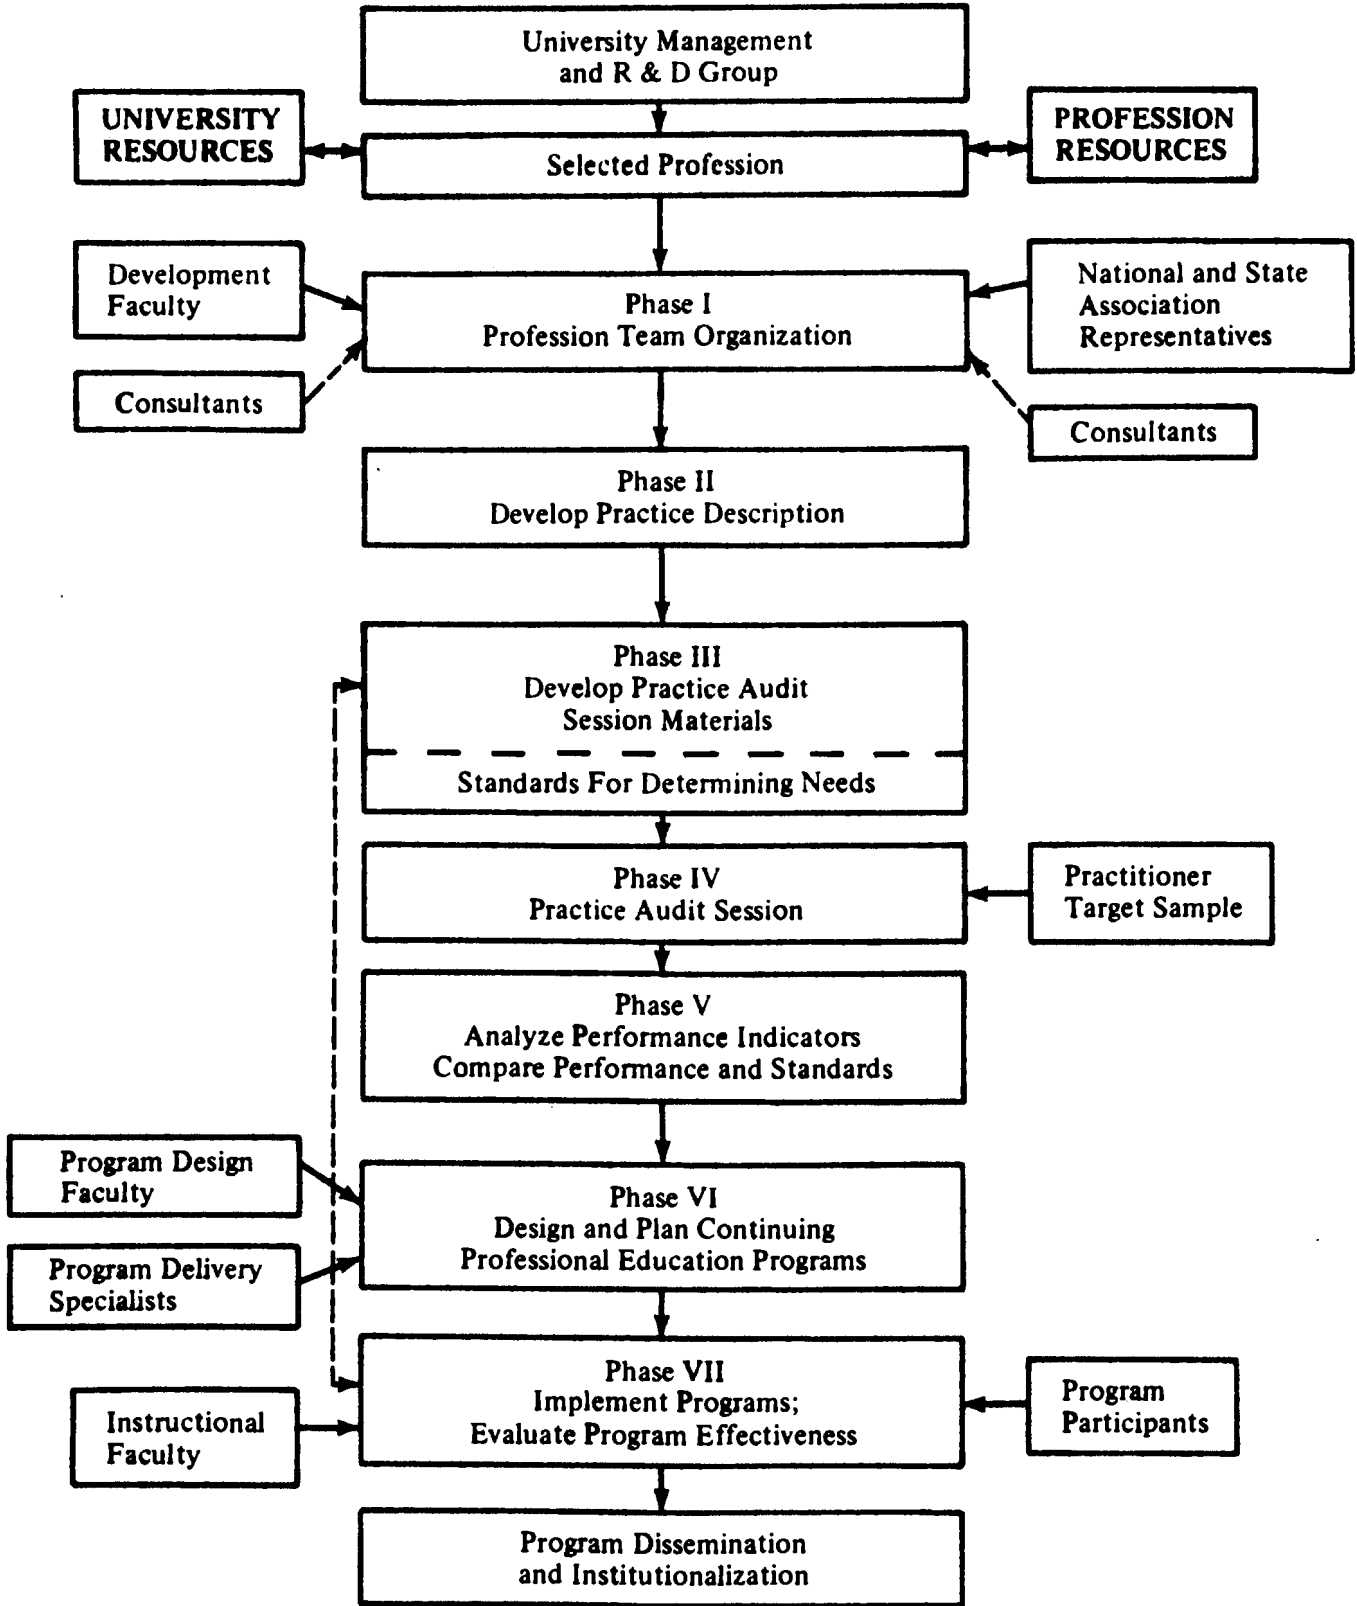 University Management
and R & D Group
UNIVERSITY
RESOURCES
Selected Profession
PROFESSION
RESOURCES
Development
Faculty
Phase I
Profession Team Organization
National and State
Association
Representatives
Consultants
Consultants
Phase II
Develop Practice Description
Phase III
Develop Practice Audit
Session Materials
Standards For Determining Needs
Phase IV
Practice Audit Session
Practitioner
Target Sample
Phase V
Analyze Performance Indicators
Compare Performance and Standards
Program Design
Faculty
Phase VI
Design and Plan Continuing
Professional Education Programs
Program Delivery
Specialists
Phase VII
Implement Programs;
Evaluate Program Effectiveness
Instructional
Faculty
Program
Participants
Program Dissemination
and Institutionalization